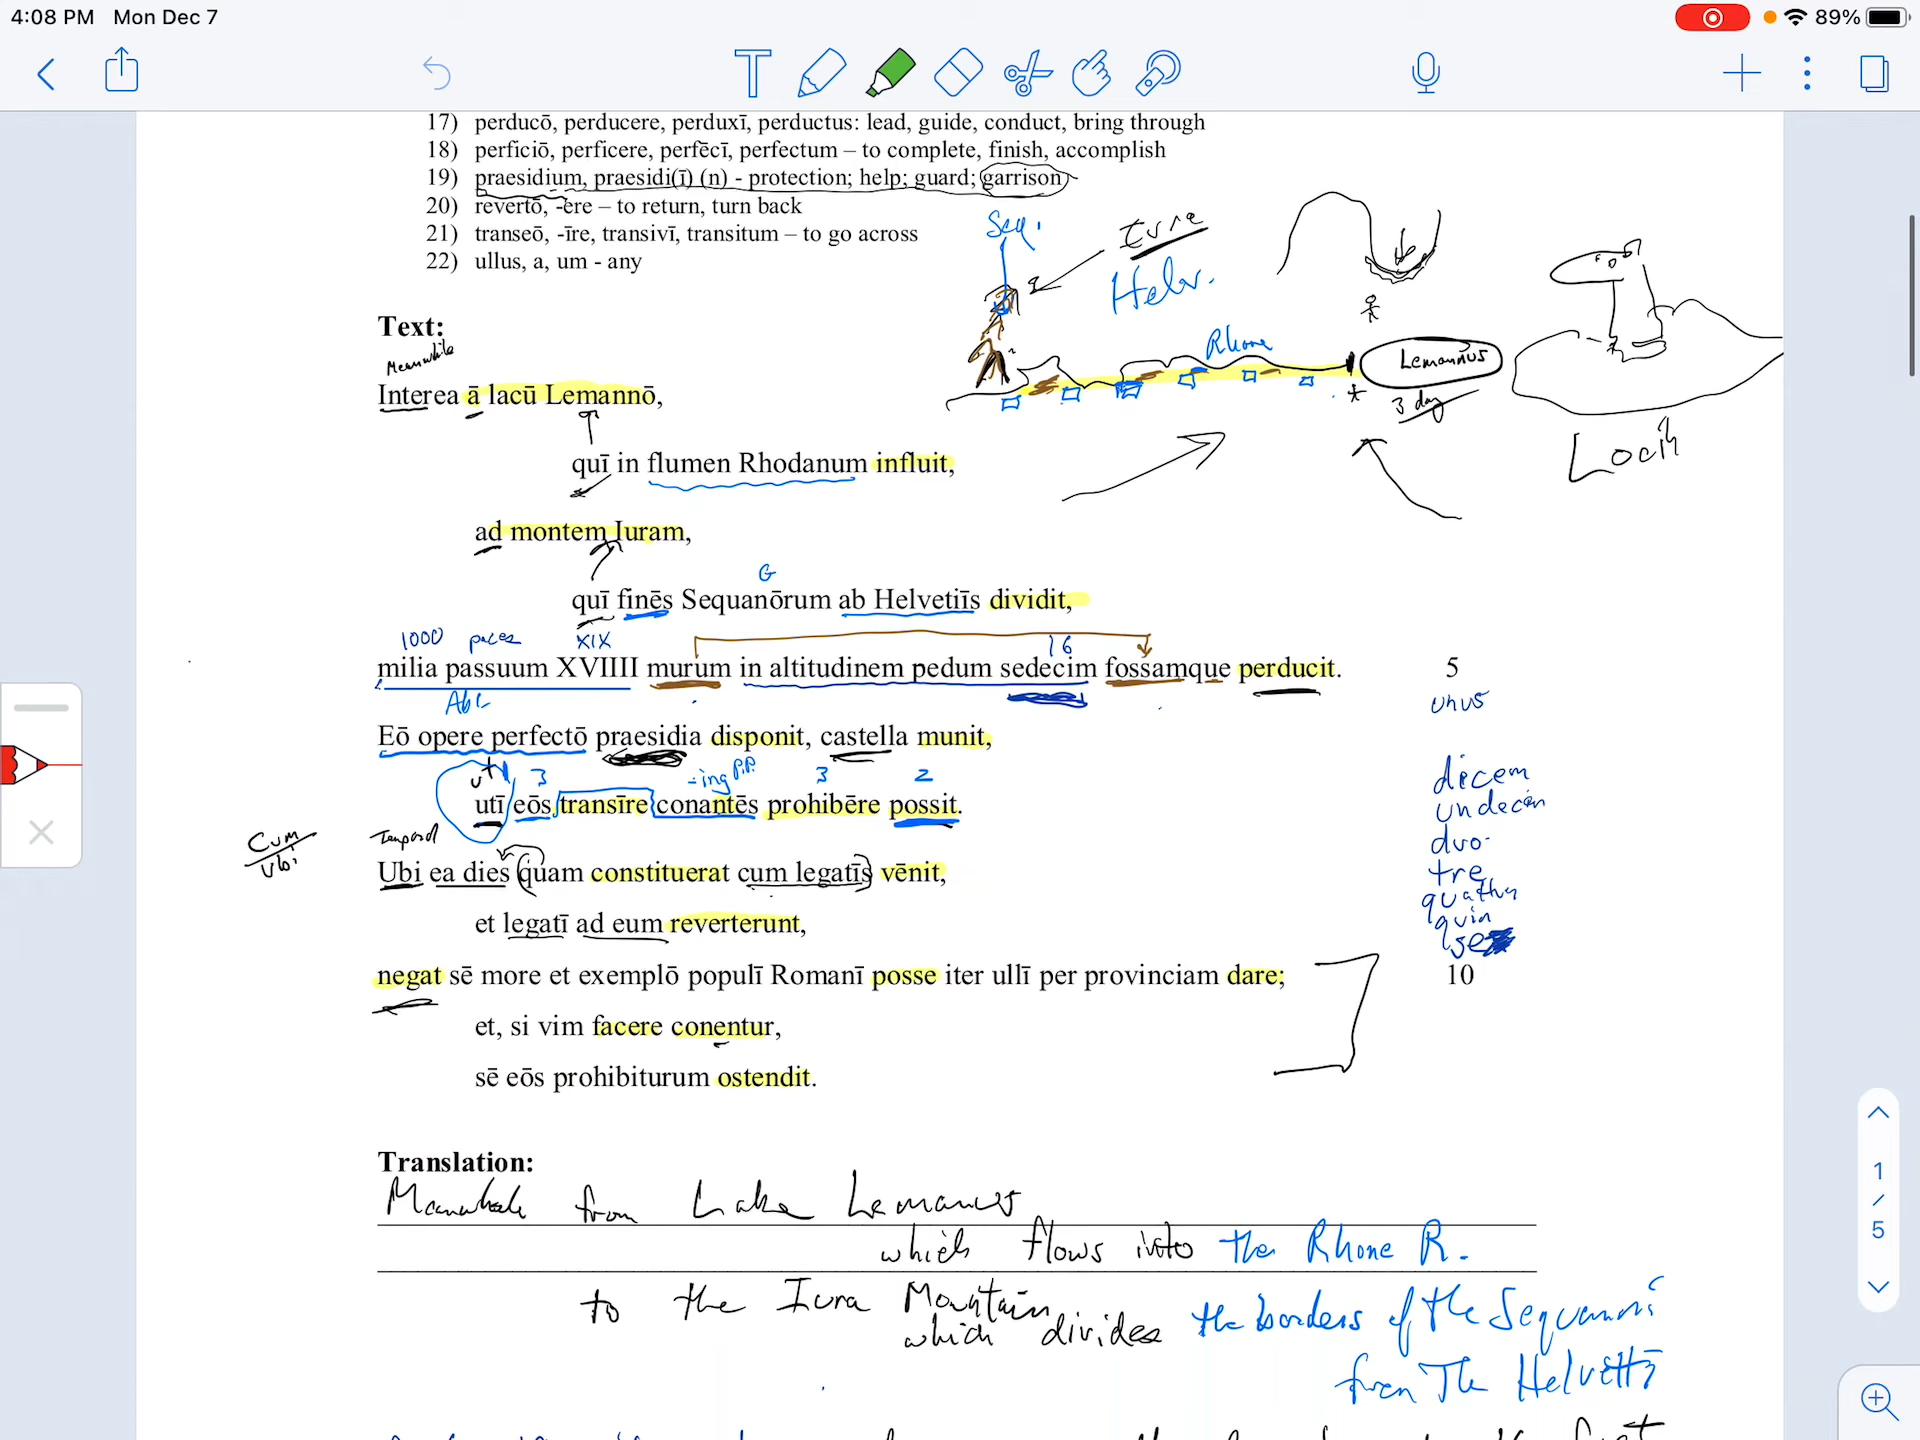 4:08 PM Mon Dec 7
89%
17) perducō, perducere, perduxī, perductus: lead, guide, conduct, bring through
18) perficiō, perficere, perfēcī, perfectum – to complete, finish, accomplish
19) praesidium, praesidi(ī) (n) - protection; help; guard; garrison
20) revertō, -ere – to return, turn back
21) transeō, -īre, transivī, transitum – to go across
22) ullus, a, um - any
Seq.
Iura
Helv.
Rhone
Lemannus
3 day
Loch
Text:
Meanwhile
Interea ā lacū Lemannō,
quī in flumen Rhodanum influit,
ad montem Iuram,
G
quī finēs Sequanōrum ab Helvetiīs dividit,
1000 paces XIX
16
milia passuum XVIIII murum in altitudinem pedum sedecim fossamque perducit. 5
Abl
unus
Eō opere perfectō praesidia disponit, castella munit,
ut 3 -ing P.P. 3 2
utī eōs transīre conantēs prohibēre possit.
dicem
undecim
duo-
tre
quattuor
quin
se
Cum
Ubi
Temporal
Ubi ea dies quam constituerat cum legatīs vēnit,
et legatī ad eum reverterunt,
negat sē more et exemplō populī Romanī posse iter ullī per provinciam dare; 10
et, si vim facere conentur,
sē eōs prohibiturum ostendit.
Translation:
Meanwhile from Lake Lemannus
which flows into the Rhone R.
to the Iura Mountain
which divides the borders of the Sequanni
from The Helvetti
1
/
5